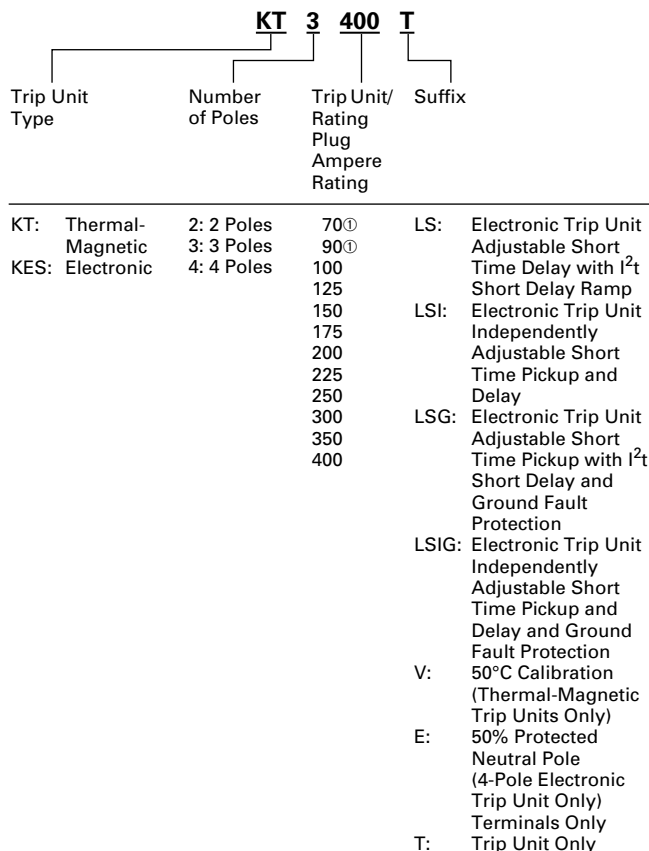 KT 3 400 T
Trip Unit
Type
Number
of Poles
Trip Unit/
Rating
Plug
Ampere
Rating
Suffix
KT: Thermal-
Magnetic
KES: Electronic
2: 2 Poles
3: 3 Poles
4: 4 Poles
70①
90①
100
125
150
175
200
225
250
300
350
400
LS: Electronic Trip Unit
Adjustable Short
Time Delay with I²t
Short Delay Ramp
LSI: Electronic Trip Unit
Independently
Adjustable Short
Time Pickup and
Delay
LSG: Electronic Trip Unit
Adjustable Short
Time Pickup with I²t
Short Delay and
Ground Fault
Protection
LSIG: Electronic Trip Unit
Independently
Adjustable Short
Time Pickup and
Delay and Ground
Fault Protection
V: 50°C Calibration
(Thermal-Magnetic
Trip Units Only)
E: 50% Protected
Neutral Pole
(4-Pole Electronic
Trip Unit Only)
Terminals Only
T: Trip Unit Only